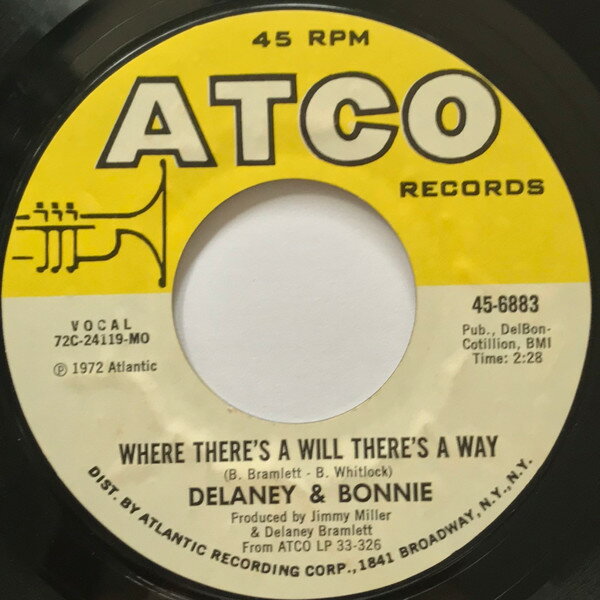 45 RPM
ATCO
RECORDS
VOCAL
72C-24119-MO
℗ 1972 Atlantic
45-6883
Pub., DelBon-
Cotillion, BMI
Time: 2:28
WHERE THERE'S A WILL THERE'S A WAY
(B. Bramlett - B. Whitlock)
DELANEY & BONNIE
Produced by Jimmy Miller
& Delaney Bramlett
From ATCO LP 33-326
DIST. BY ATLANTIC RECORDING CORP., 1841 BROADWAY, N.Y., N.Y.